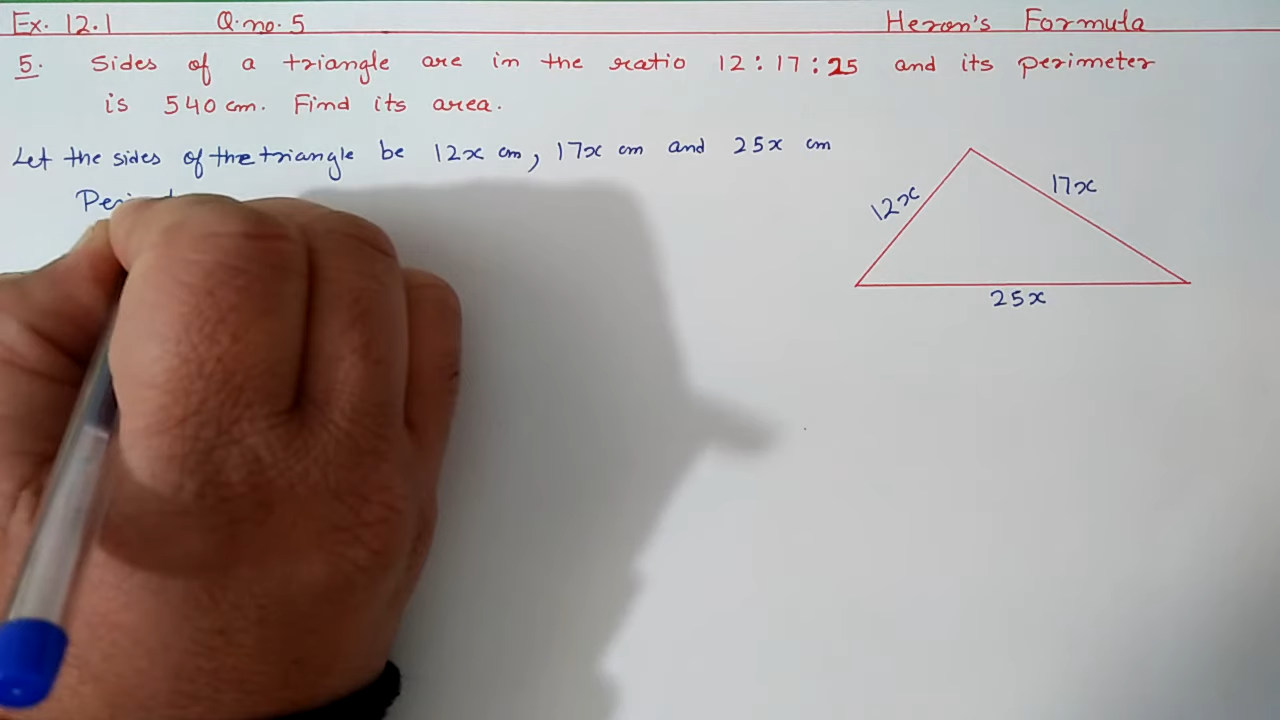 Ex. 12.1 Q.no.5 Heron's Formula
5. Sides of a triangle are in the ratio 12:17:25 and its perimeter
is 540 cm. Find its area.
Let the sides of the triangle be 12x cm, 17x cm and 25x cm
12x
17x
25x